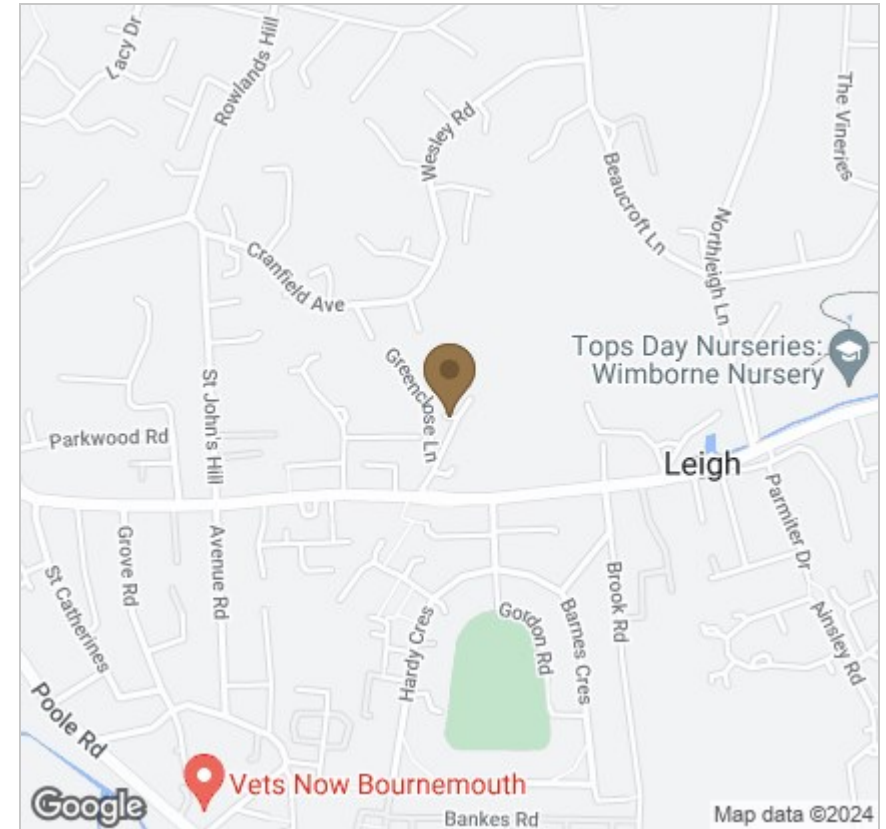 Lacy Dr
Rowlands Hill
Wesley Rd
The Vineries
Beaucroft Ln
Northleigh Ln
Cranfield Ave
Greenclose Ln
Tops Day Nurseries:
Wimborne Nursery
St John's Hill
Parkwood Rd
Leigh
Parmiter Dr
Grove Rd
Avenue Rd
Brook Rd
St Catherines
Hardy Cres
Gordon Rd
Barnes Cres
Ainsley Rd
Poole Rd
Vets Now Bournemouth
Google
Bankes Rd
Map data ©2024